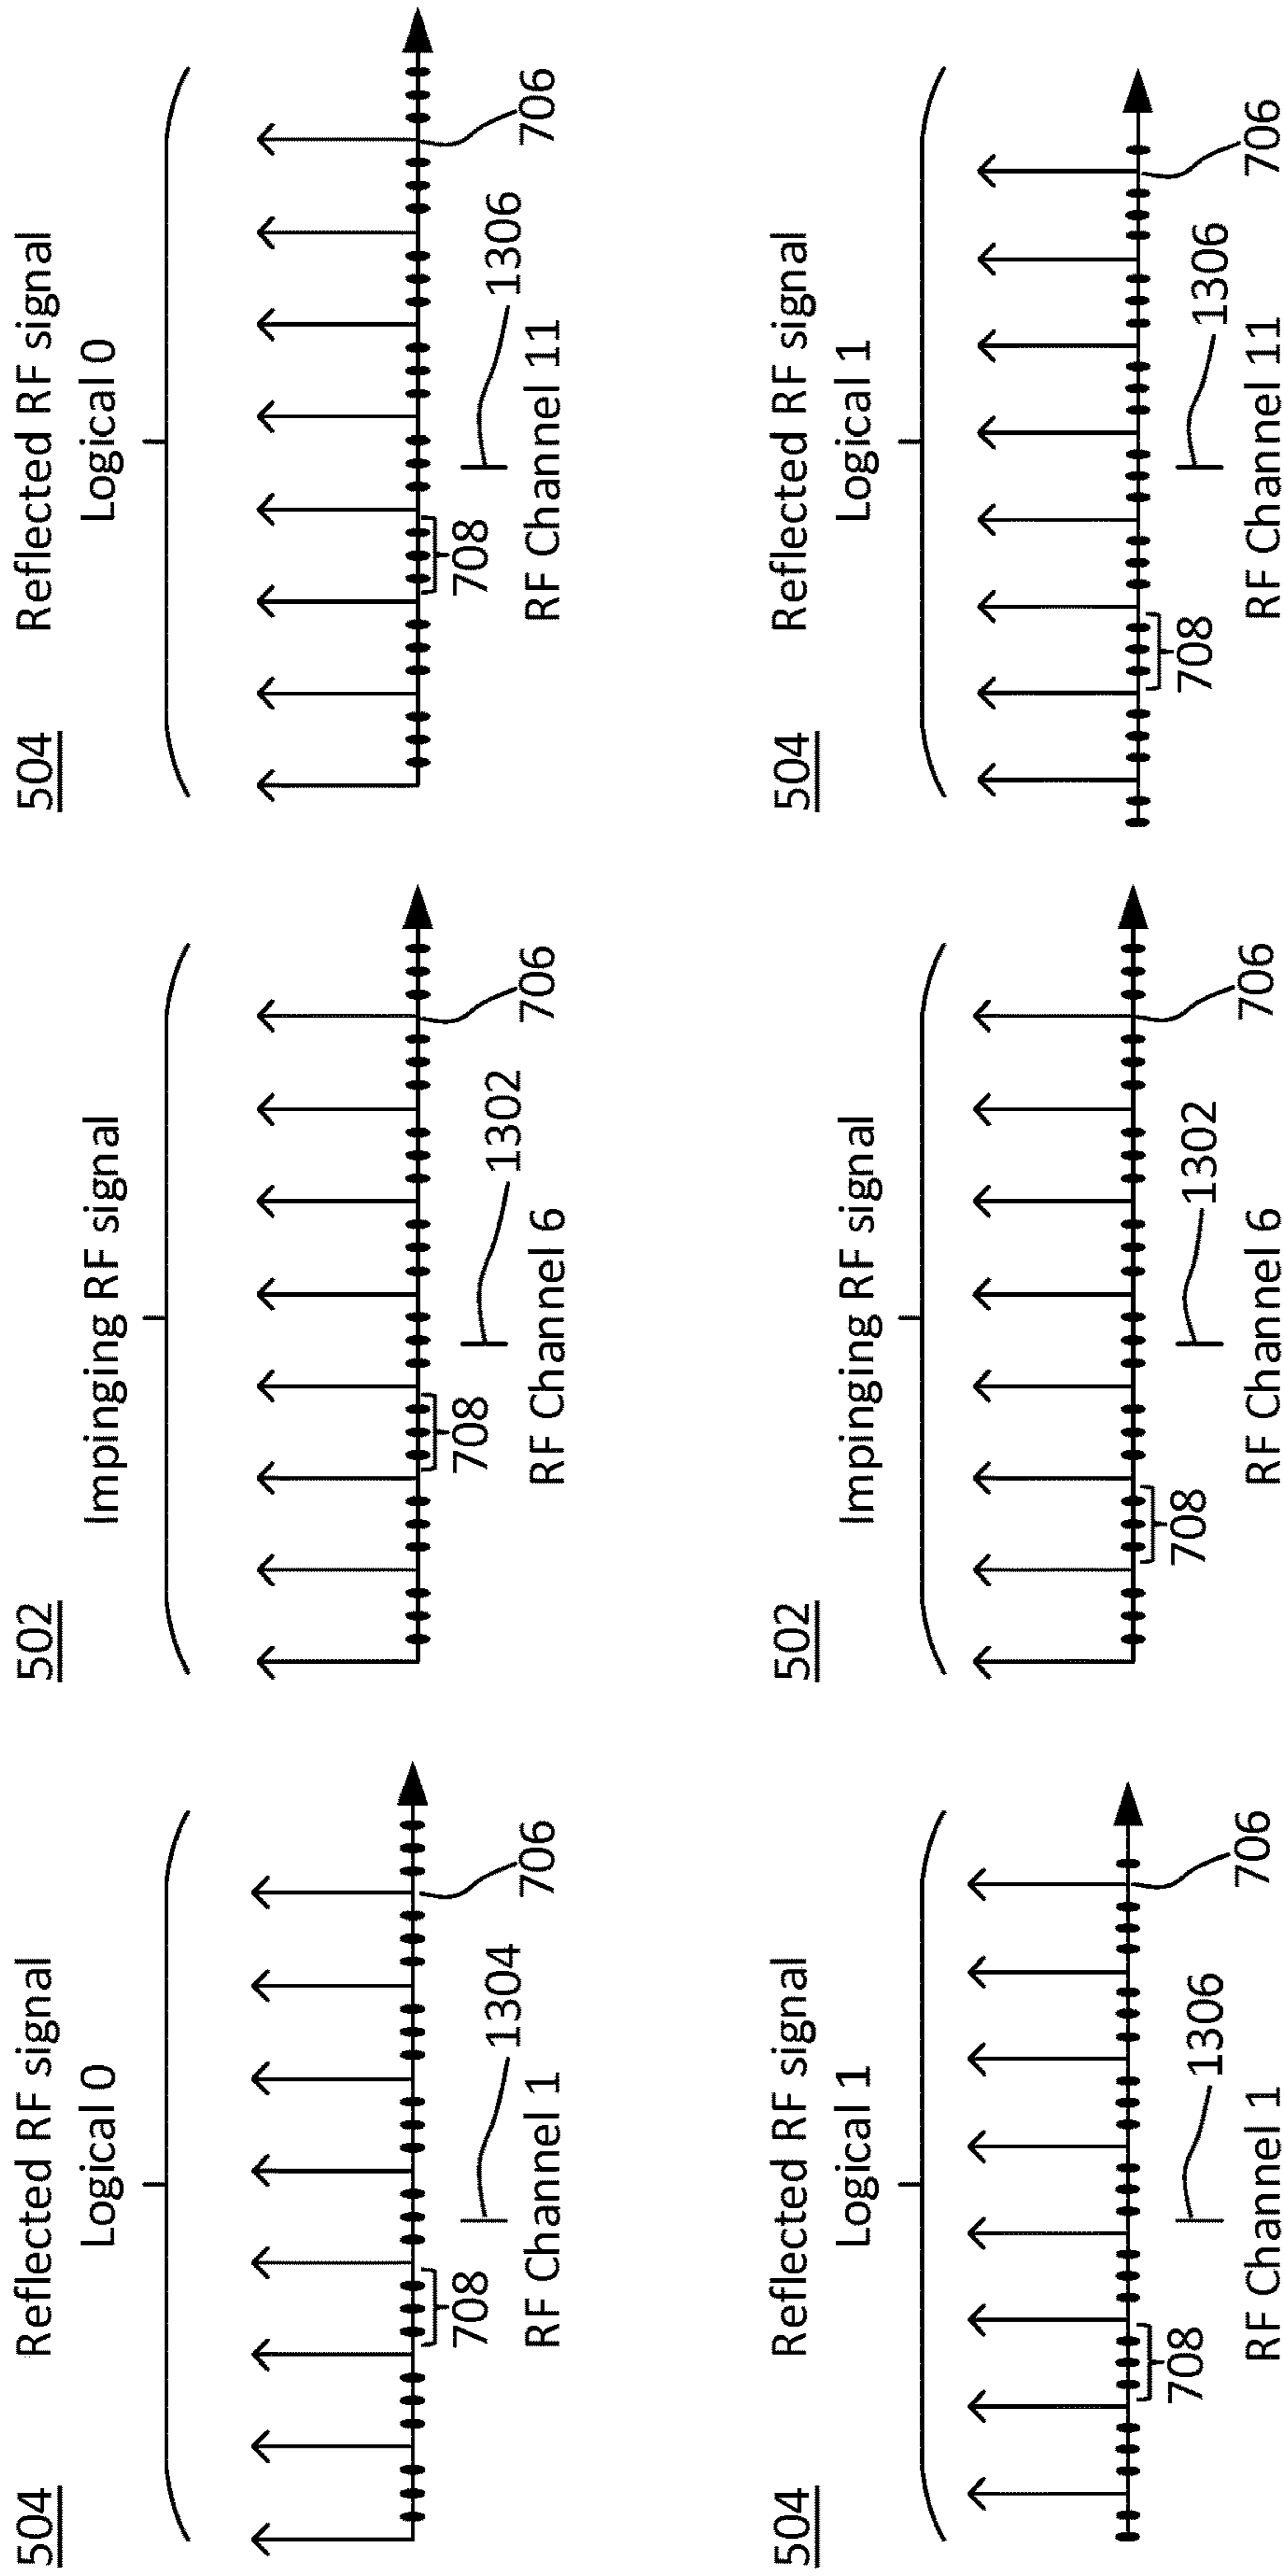 504
Reflected RF signal
Logical 0
706
1304
708
RF Channel 1
502
Impinging RF signal
706
1302
708
RF Channel 6
504
Reflected RF signal
Logical 0
706
1306
708
RF Channel 11
504
Reflected RF signal
Logical 1
706
1306
708
RF Channel 1
502
Impinging RF signal
706
1302
708
RF Channel 6
504
Reflected RF signal
Logical 1
706
1306
708
RF Channel 11